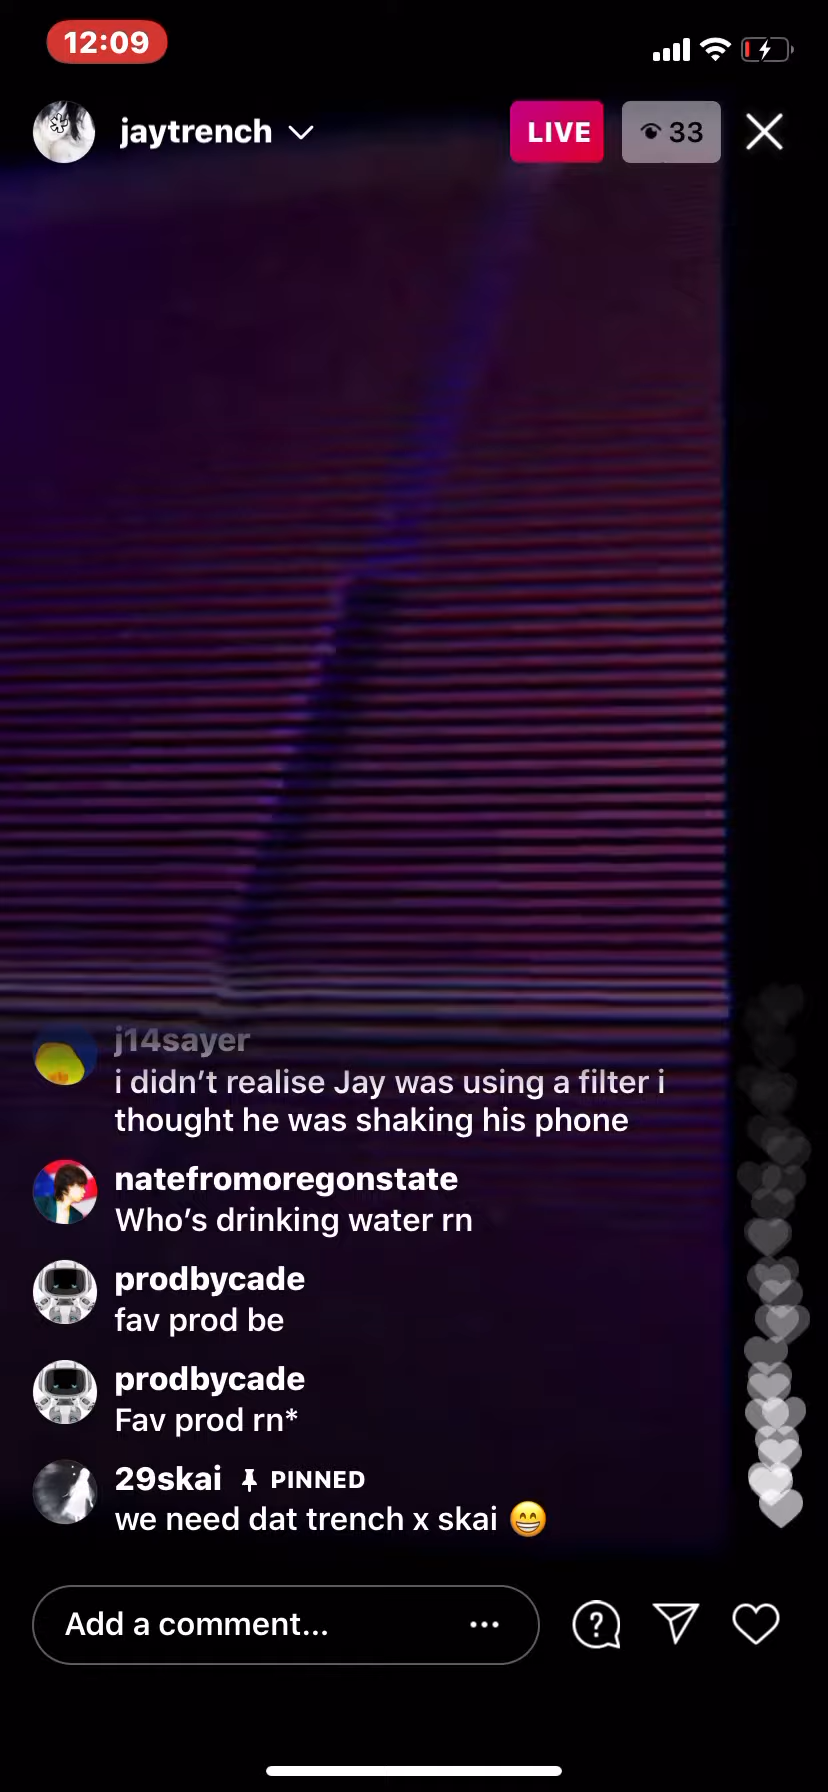 12:09
jaytrench
LIVE
33
j14sayer
i didn’t realise Jay was using a filter i
thought he was shaking his phone
natefromoregonstate
Who’s drinking water rn
prodbycade
fav prod be
prodbycade
Fav prod rn*
29skai PINNED
we need dat trench x skai 😁
Add a comment...